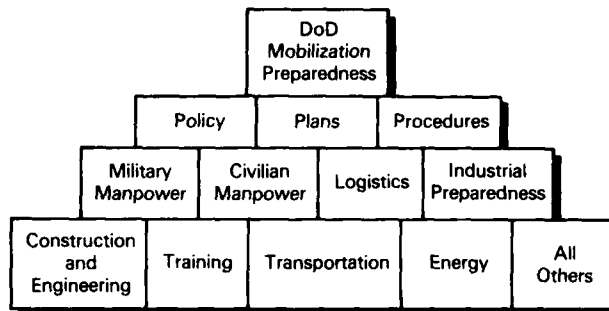 DoD
Mobilization
Preparedness
Policy
Plans
Procedures
Military
Manpower
Civilian
Manpower
Logistics
Industrial
Preparedness
Construction
and
Engineering
Training
Transportation
Energy
All
Others